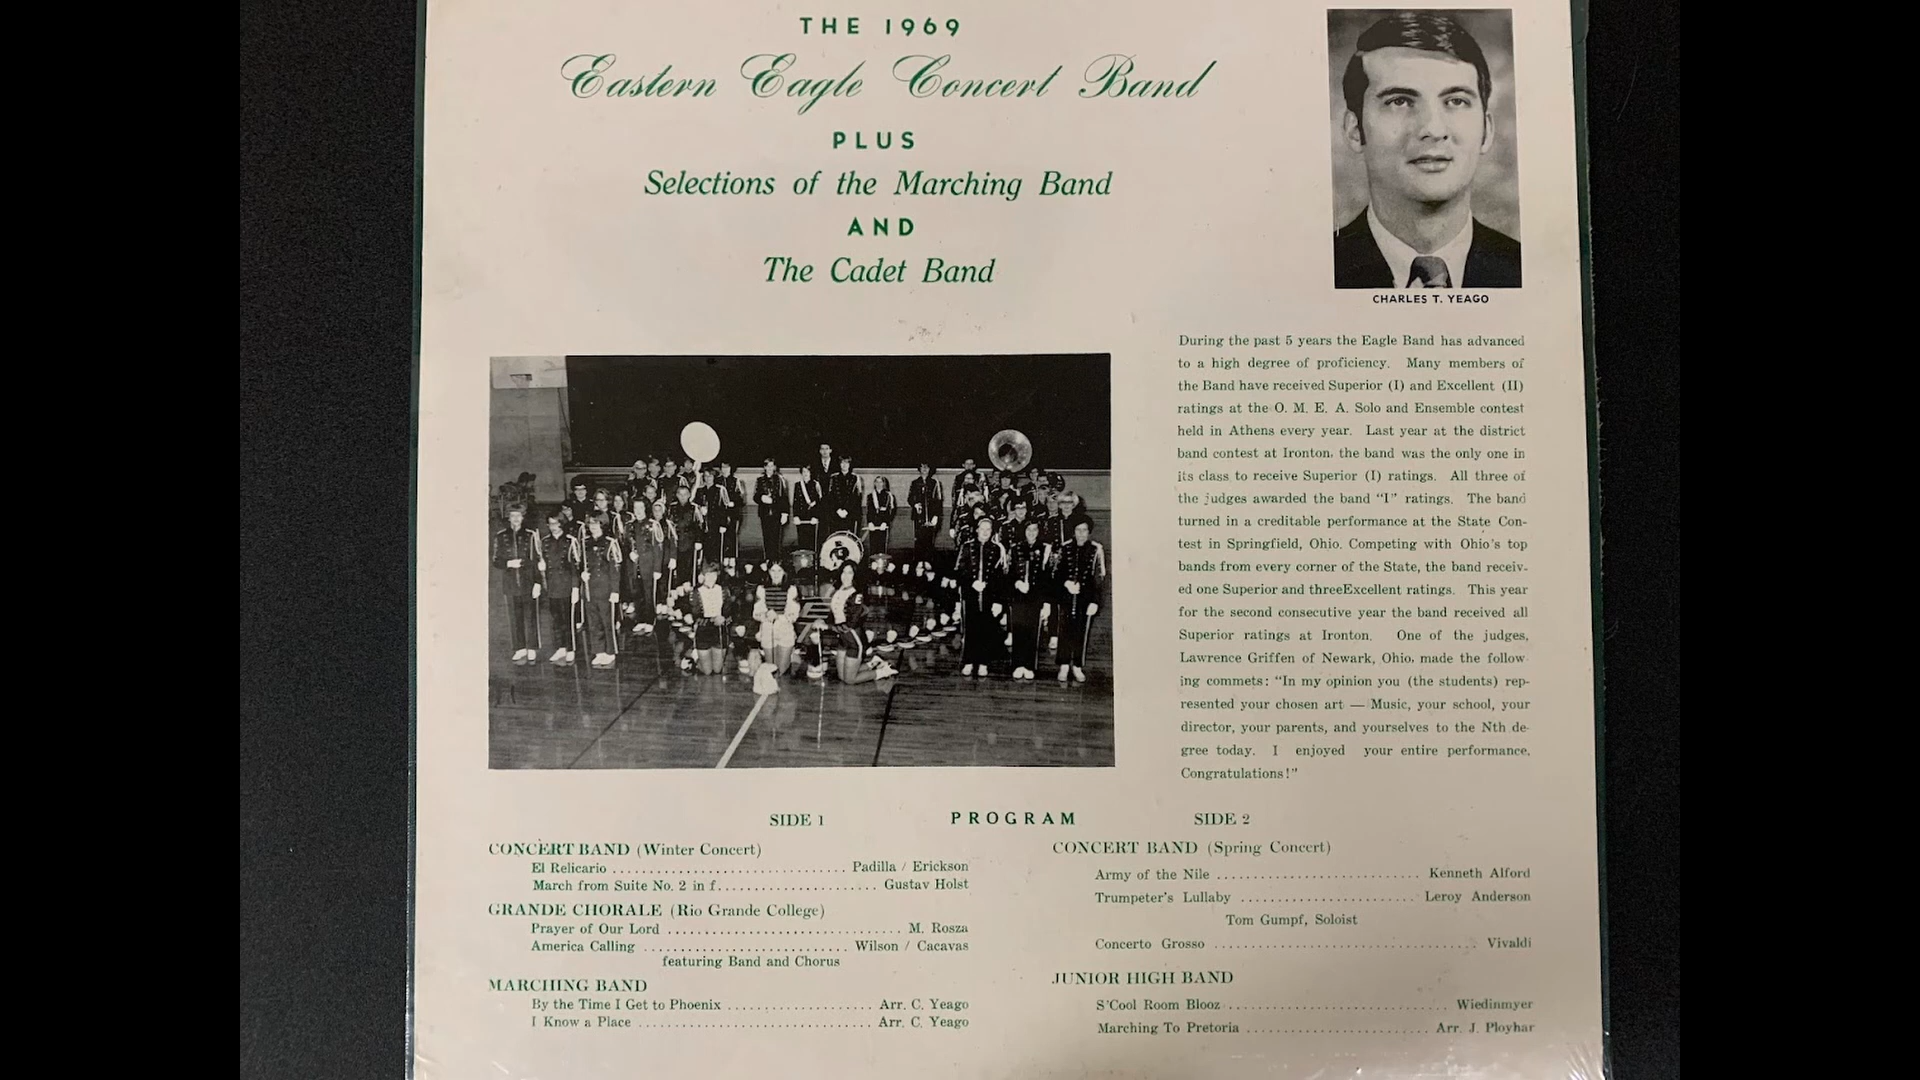 THE 1969
Eastern Eagle Concert Band
PLUS
Selections of the Marching Band
AND
The Cadet Band
CHARLES T. YEAGO
During the past 5 years the Eagle Band has advanced
to a high degree of proficiency. Many members of
the Band have received Superior (I) and Excellent (II)
ratings at the O. M. E. A. Solo and Ensemble contest
held in Athens every year. Last year at the district
band contest at Ironton, the band was the only one in
its class to receive Superior (I) ratings. All three of
the judges awarded the band "I" ratings. The band
turned in a creditable performance at the State Con-
test in Springfield, Ohio. Competing with Ohio's top
bands from every corner of the State, the band receiv-
ed one Superior and threeExcellent ratings. This year
for the second consecutive year the band received all
Superior ratings at Ironton. One of the judges,
Lawrence Griffen of Newark, Ohio, made the follow-
ing commets: "In my opinion you (the students) rep-
resented your chosen art — Music, your school, your
director, your parents, and yourselves to the Nth de-
gree today. I enjoyed your entire performance.
Congratulations!"
PROGRAM
SIDE 1
CONCERT BAND (Winter Concert)
El Relicario .............................. Padilla / Erickson
March from Suite No. 2 in f...................... Gustav Holst
GRANDE CHORALE (Rio Grande College)
Prayer of Our Lord ................................. M. Rosza
America Calling ............................ Wilson / Cacavas
featuring Band and Chorus
MARCHING BAND
By the Time I Get to Phoenix .................... Arr. C. Yeago
I Know a Place ................................ Arr. C. Yeago
SIDE 2
CONCERT BAND (Spring Concert)
Army of the Nile ............................ Kenneth Alford
Trumpeter's Lullaby ........................ Leroy Anderson
Tom Gumpf, Soloist
Concerto Grosso .................................... Vivaldi
JUNIOR HIGH BAND
S'Cool Room Blooz ............................... Wiedinmyer
Marching To Pretoria ......................... Arr. J. Ployhar